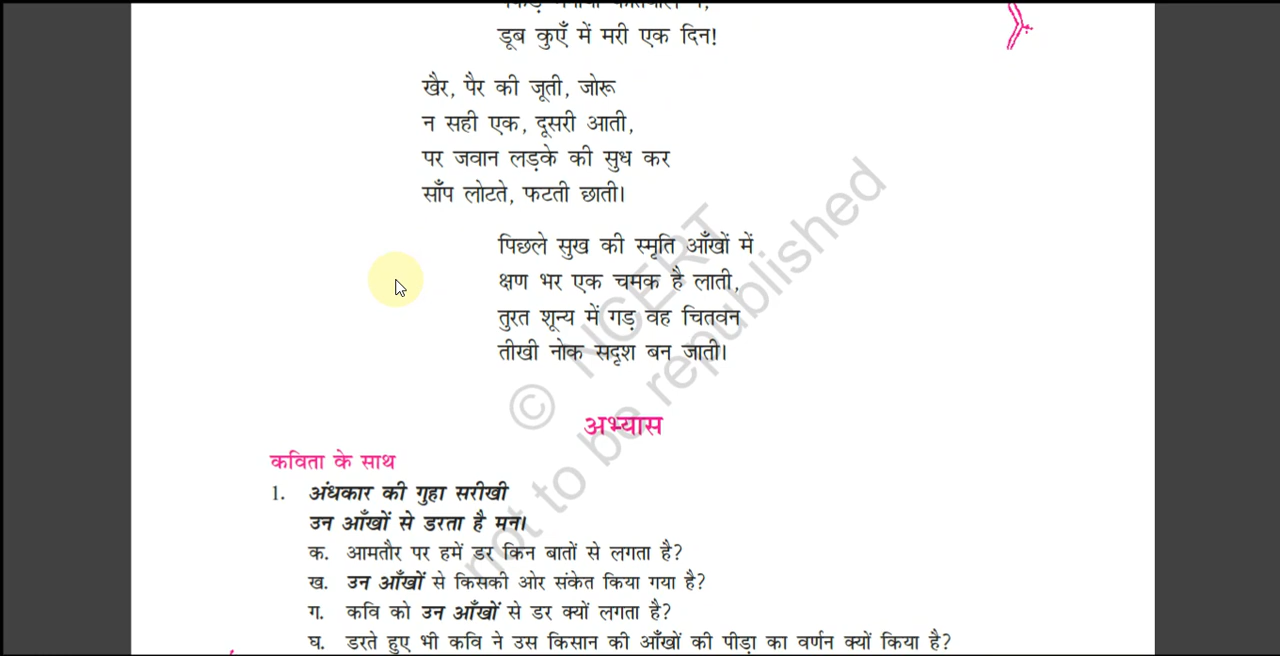 डूब कुएँ में मरी एक दिन!
खैर, पैर की जूती, जोरू
न सही एक, दूसरी आती,
पर जवान लड़के की सुध कर
साँप लोटते, फटती छाती।
पिछले सुख की स्मृति आँखों में
क्षण भर एक चमक है लाती,
तुरत शून्य में गड़ वह चितवन
तीखी नोक सदृश बन जाती।
© NCERT
not to be republished
अभ्यास
कविता के साथ
1. अंधकार की गुहा सरीखी
उन आँखों से डरता है मन।
क. आमतौर पर हमें डर किन बातों से लगता है?
ख. उन आँखों से किसकी ओर संकेत किया गया है?
ग. कवि को उन आँखों से डर क्यों लगता है?
घ. डरते हुए भी कवि ने उस किसान की आँखों की पीड़ा का वर्णन क्यों किया है?